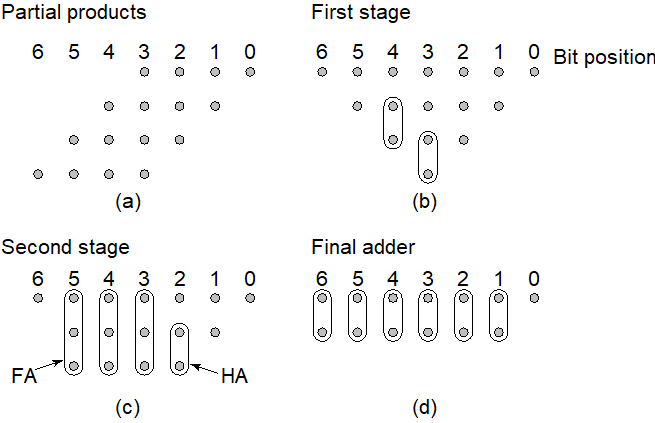 Partial products
6 5 4 3 2 1 0
(a)
First stage
6 5 4 3 2 1 0 Bit position
(b)
Second stage
6 5 4 3 2 1 0
FA HA
(c)
Final adder
6 5 4 3 2 1 0
(d)